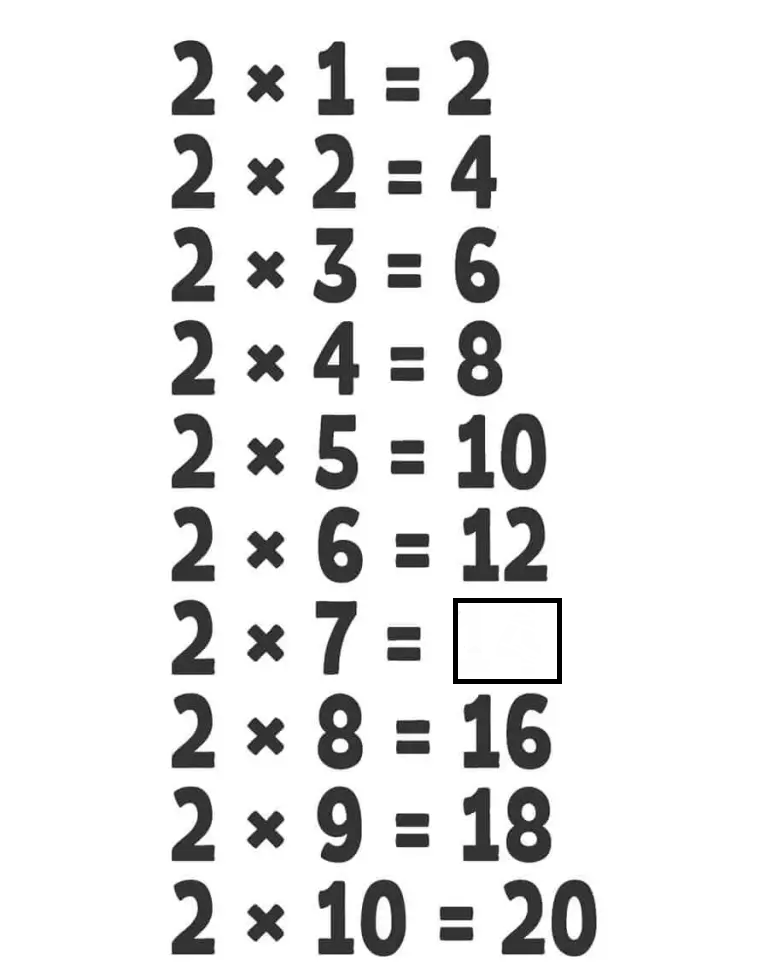 2 × 1 = 2
2 × 2 = 4
2 × 3 = 6
2 × 4 = 8
2 × 5 = 10
2 × 6 = 12
2 × 7 =
2 × 8 = 16
2 × 9 = 18
2 × 10 = 20